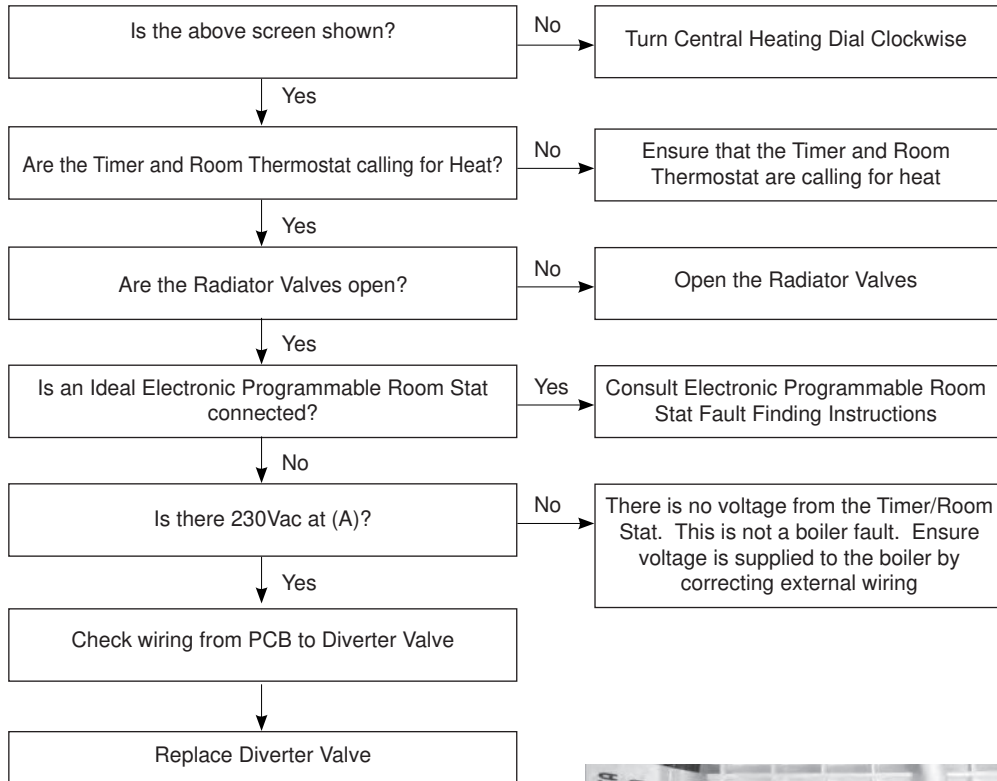 Is the above screen shown?
No
Turn Central Heating Dial Clockwise
Yes
Are the Timer and Room Thermostat calling for Heat?
No
Ensure that the Timer and Room
Thermostat are calling for heat
Yes
Are the Radiator Valves open?
No
Open the Radiator Valves
Yes
Is an Ideal Electronic Programmable Room Stat
connected?
Yes
Consult Electronic Programmable Room
Stat Fault Finding Instructions
No
Is there 230Vac at (A)?
No
There is no voltage from the Timer/Room
Stat. This is not a boiler fault. Ensure
voltage is supplied to the boiler by
correcting external wiring
Yes
Check wiring from PCB to Diverter Valve
Replace Diverter Valve